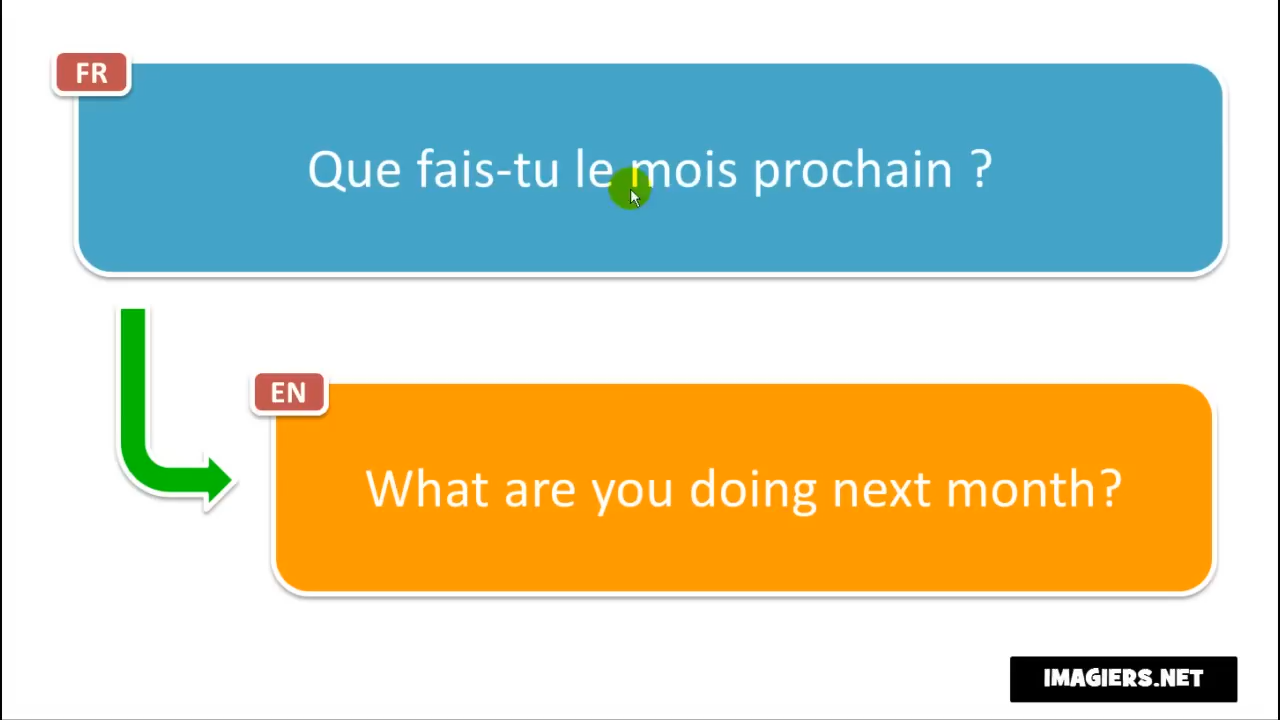 FR
Que fais-tu le mois prochain ?
EN
What are you doing next month?
IMAGIERS.NET